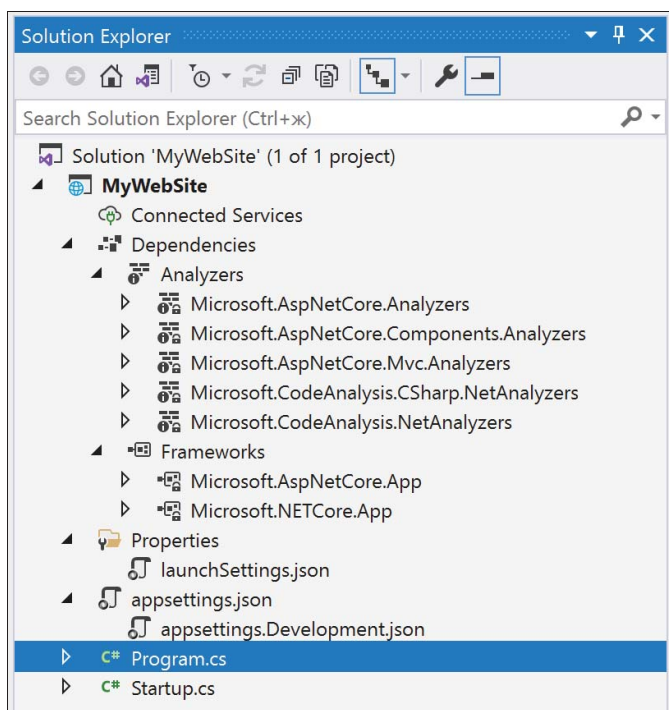 Solution Explorer
Search Solution Explorer (Ctrl+ж)
Solution 'MyWebSite' (1 of 1 project)
MyWebSite
Connected Services
Dependencies
Analyzers
Microsoft.AspNetCore.Analyzers
Microsoft.AspNetCore.Components.Analyzers
Microsoft.AspNetCore.Mvc.Analyzers
Microsoft.CodeAnalysis.CSharp.NetAnalyzers
Microsoft.CodeAnalysis.NetAnalyzers
Frameworks
Microsoft.AspNetCore.App
Microsoft.NETCore.App
Properties
launchSettings.json
appsettings.json
appsettings.Development.json
C# Program.cs
C# Startup.cs